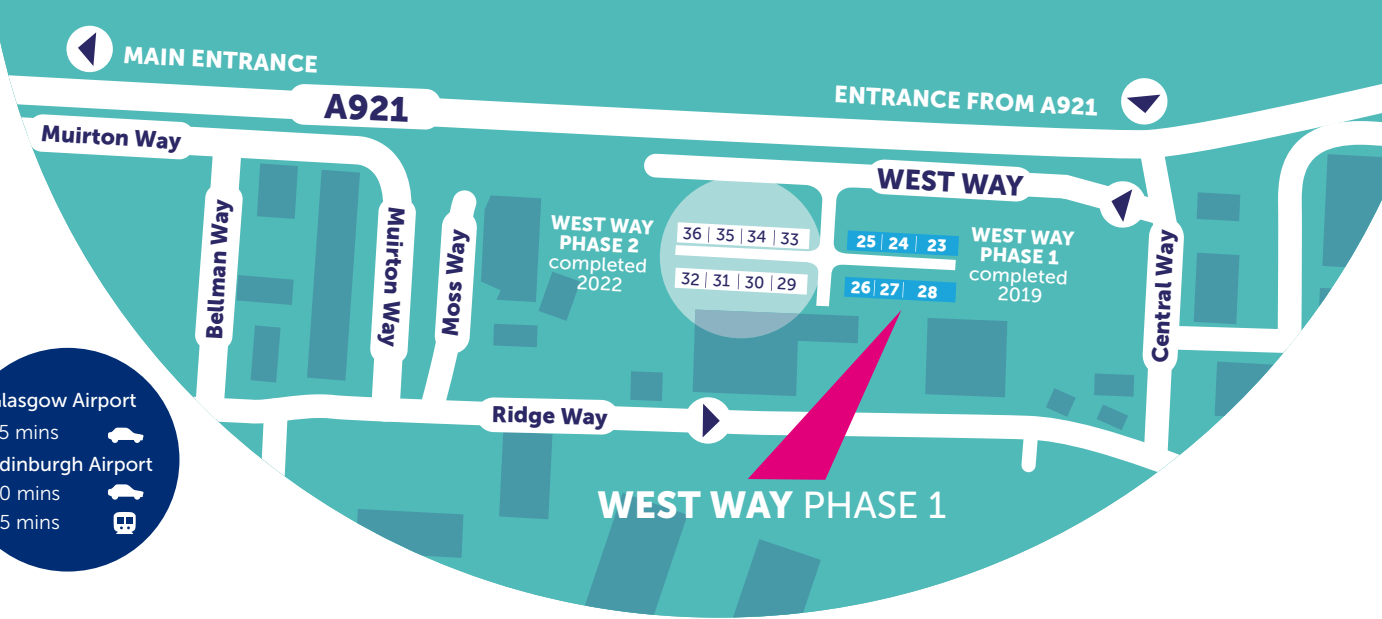 MAIN ENTRANCE
ENTRANCE FROM A921
A921
Muirton Way
WEST WAY
Bellman Way
Muirton Way
Moss Way
WEST WAY
PHASE 2
completed
2022
36 35 34 33
32 31 30 29
25 24 23
26 27 28
WEST WAY
PHASE 1
completed
2019
Central Way
Ridge Way
WEST WAY PHASE 1
lasgow Airport
5 mins
dinburgh Airport
0 mins
5 mins